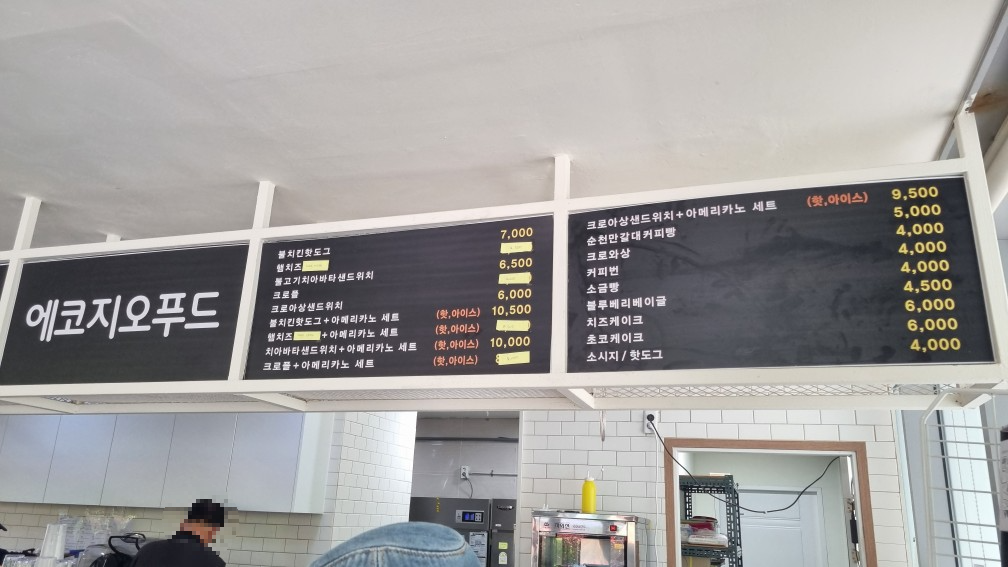 에코지오푸드
불치킨핫도그 7,000
햄치즈
불고기치아바타샌드위치 6,500
크로플
크로아상샌드위치 6,000
불치킨핫도그+아메리카노 세트 (핫,아이스) 10,500
햄치즈 +아메리카노 세트 (핫,아이스)
치아바타샌드위치+아메리카노 세트 (핫,아이스) 10,000
크로플+아메리카노 세트 (핫,아이스)
크로아상샌드위치+아메리카노 세트 (핫,아이스) 9,500
순천만갈대커피빵 5,000
크로와상 4,000
커피번 4,000
소금빵 4,000
블루베리베이글 4,500
치즈케이크 6,000
초코케이크 6,000
소시지/핫도그 4,000